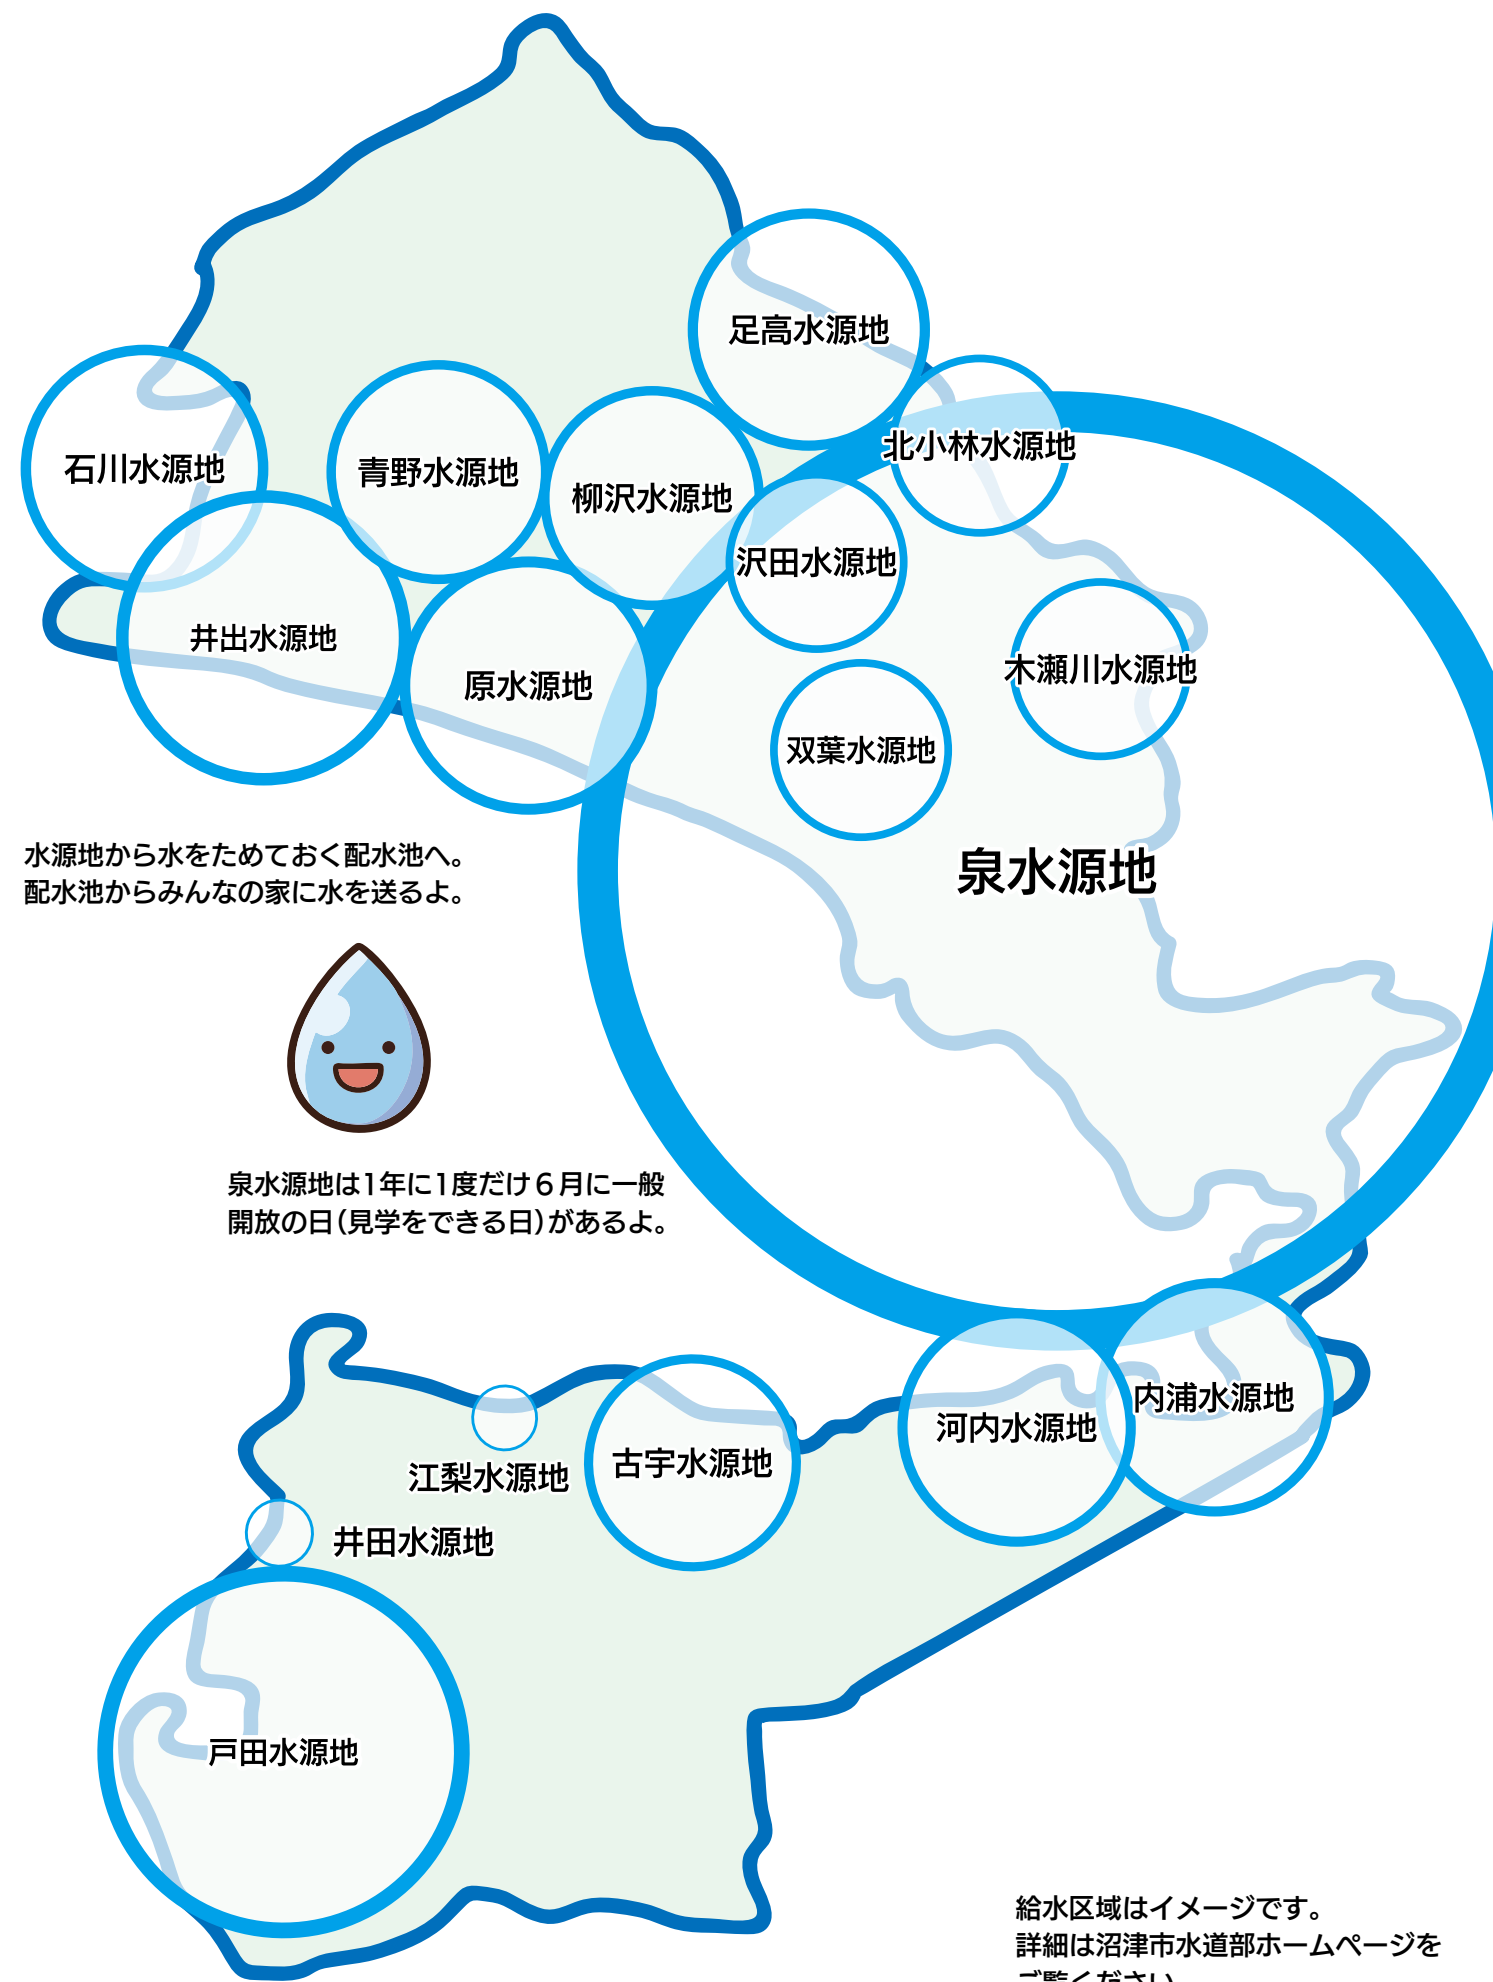 足高水源地
北小林水源地
石川水源地
青野水源地
柳沢水源地
沢田水源地
井出水源地
原水源地
木瀬川水源地
双葉水源地
泉水源地
水源地から水をためておく配水池へ。
配水池からみんなの家に水を送るよ。
泉水源地は1年に1度だけ6月に一般
開放の日(見学をできる日)があるよ。
内浦水源地
河内水源地
古宇水源地
江梨水源地
井田水源地
戸田水源地
給水区域はイメージです。
詳細は沼津市水道部ホームページを
ご覧ください